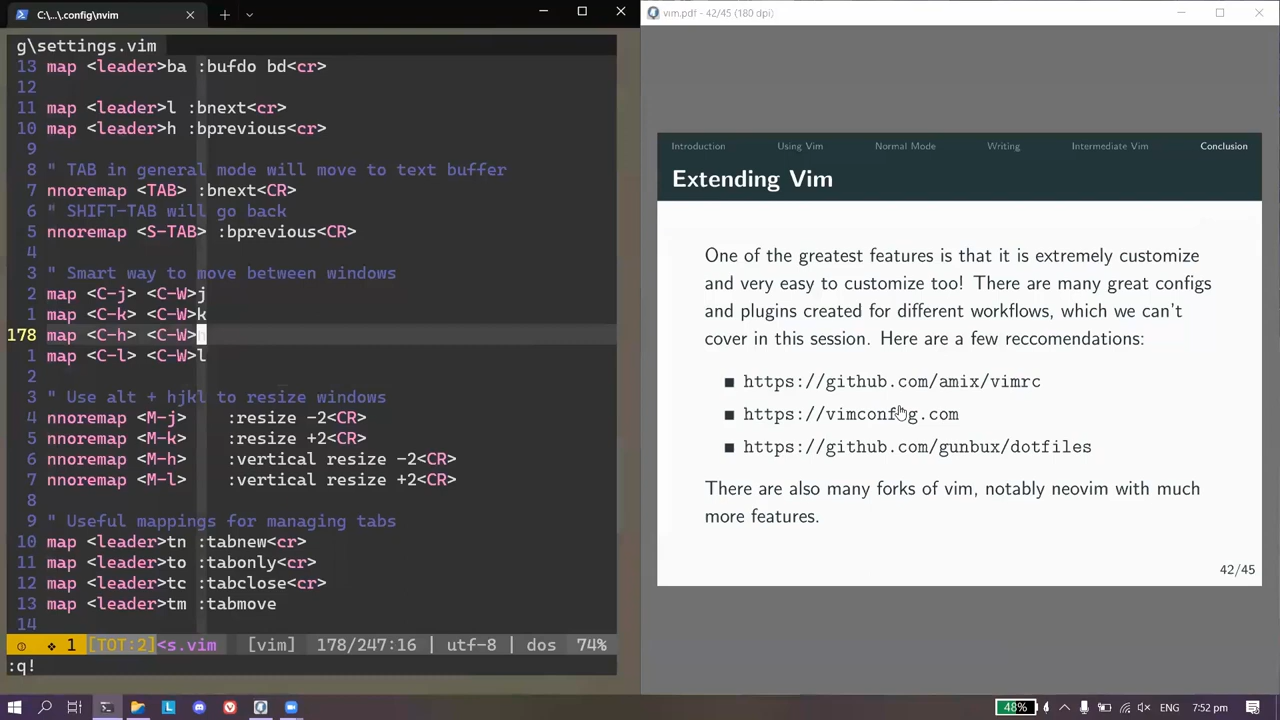 C:\...\.config\nvim
g\settings.vim
13 map <leader>ba :bufdo bd<cr>
12
11 map <leader>l :bnext<cr>
10 map <leader>h :bprevious<cr>
9
8 " TAB in general mode will move to text buffer
7 nnoremap <TAB> :bnext<CR>
6 " SHIFT-TAB will go back
5 nnoremap <S-TAB> :bprevious<CR>
4
3 " Smart way to move between windows
2 map <C-j> <C-W>j
1 map <C-k> <C-W>k
178 map <C-h> <C-W>h
1 map <C-l> <C-W>l
2
3 " Use alt + hjkl to resize windows
4 nnoremap <M-j> :resize -2<CR>
5 nnoremap <M-k> :resize +2<CR>
6 nnoremap <M-h> :vertical resize -2<CR>
7 nnoremap <M-l> :vertical resize +2<CR>
8
9 " Useful mappings for managing tabs
10 map <leader>tn :tabnew<cr>
11 map <leader>to :tabonly<cr>
12 map <leader>tc :tabclose<cr>
13 map <leader>tm :tabmove
14
1 [TOT:2]<s.vim [vim] 178/247:16 | utf-8 | dos 74%
:q!
vim.pdf - 42/45 (180 dpi)
Introduction Using Vim Normal Mode Writing Intermediate Vim Conclusion
Extending Vim
One of the greatest features is that it is extremely customize
and very easy to customize too! There are many great configs
and plugins created for different workflows, which we can't
cover in this session. Here are a few reccomendations:
https://github.com/amix/vimrc
https://vimconfig.com
https://github.com/gunbux/dotfiles
There are also many forks of vim, notably neovim with much
more features.
42/45
48% ENG 7:52 pm